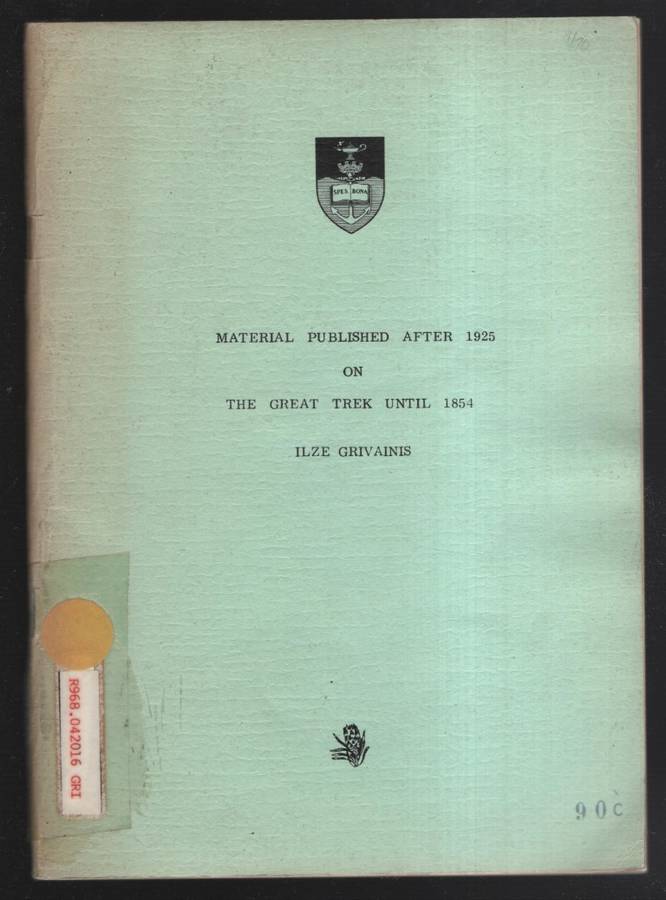 SPES BONA
MATERIAL PUBLISHED AFTER 1925
ON
THE GREAT TREK UNTIL 1854
ILZE GRIVAINIS
R968.042016 GRI
90c